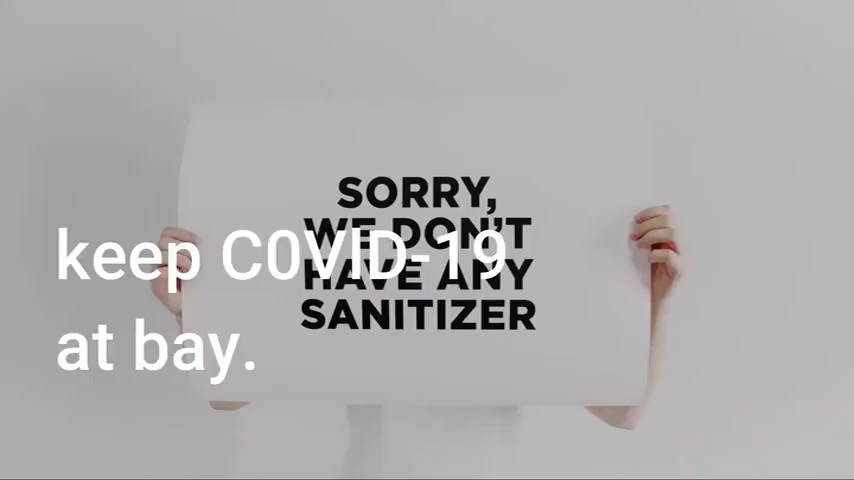 SORRY,
WE DON'T
HAVE ANY
SANITIZER
keep C0VID-19
at bay.